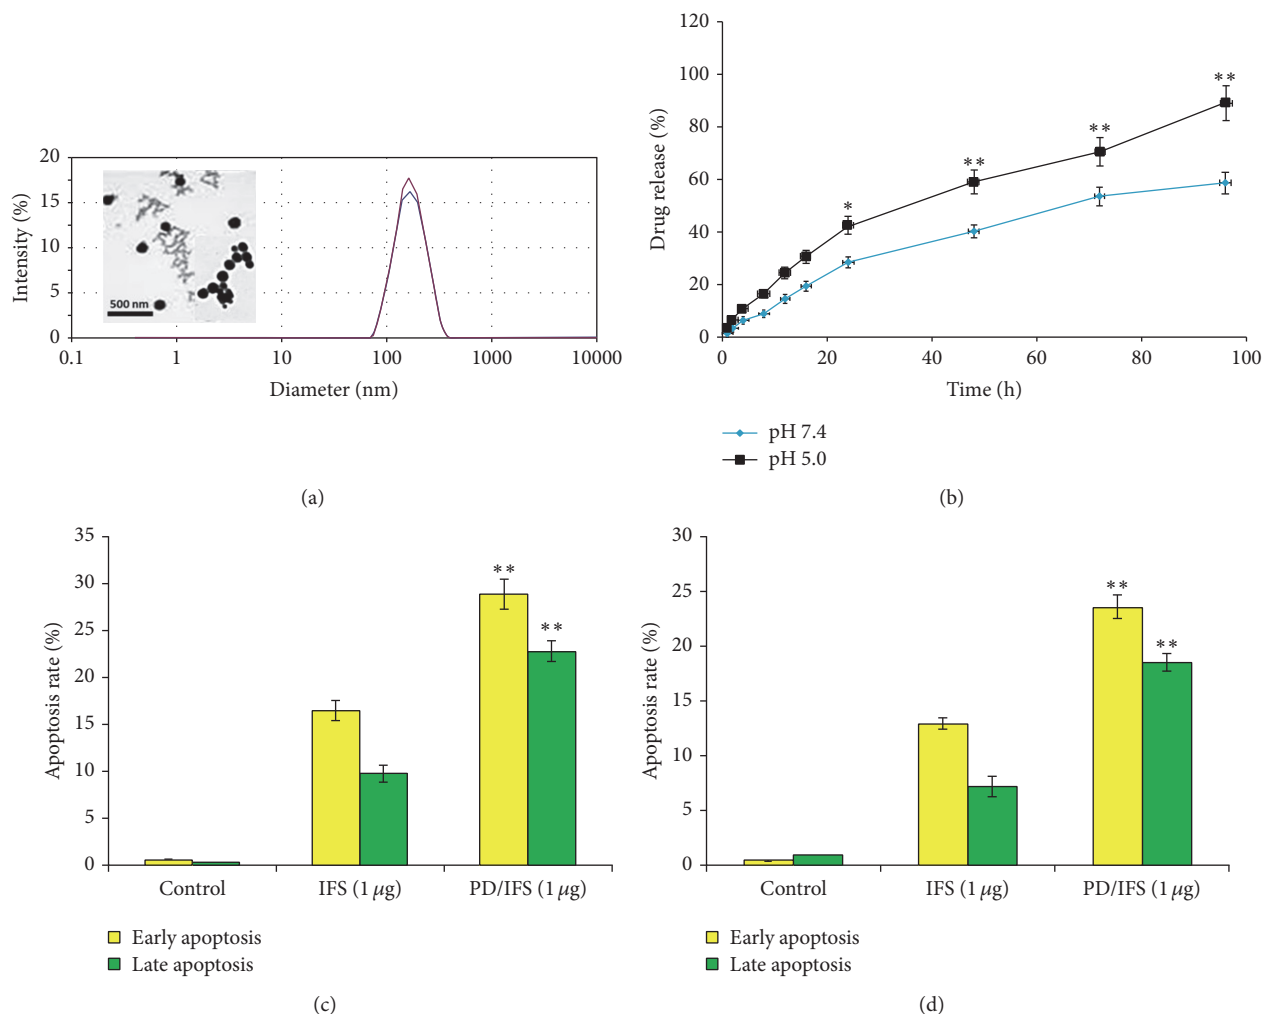 20
15
10
5
0
Intensity (%)
500 nm
0.1
1
10
100
1000
10000
Diameter (nm)
(a)
120
100
80
60
40
20
0
Drug release (%)
*
**
**
**
0
20
40
60
80
100
Time (h)
pH 7.4
pH 5.0
(b)
35
30
25
20
15
10
5
0
Apoptosis rate (%)
**
**
Control
IFS (1 μg)
PD/IFS (1 μg)
Early apoptosis
Late apoptosis
(c)
30
25
20
15
10
5
0
Apoptosis rate (%)
**
**
Control
IFS (1 μg)
PD/IFS (1 μg)
Early apoptosis
Late apoptosis
(d)